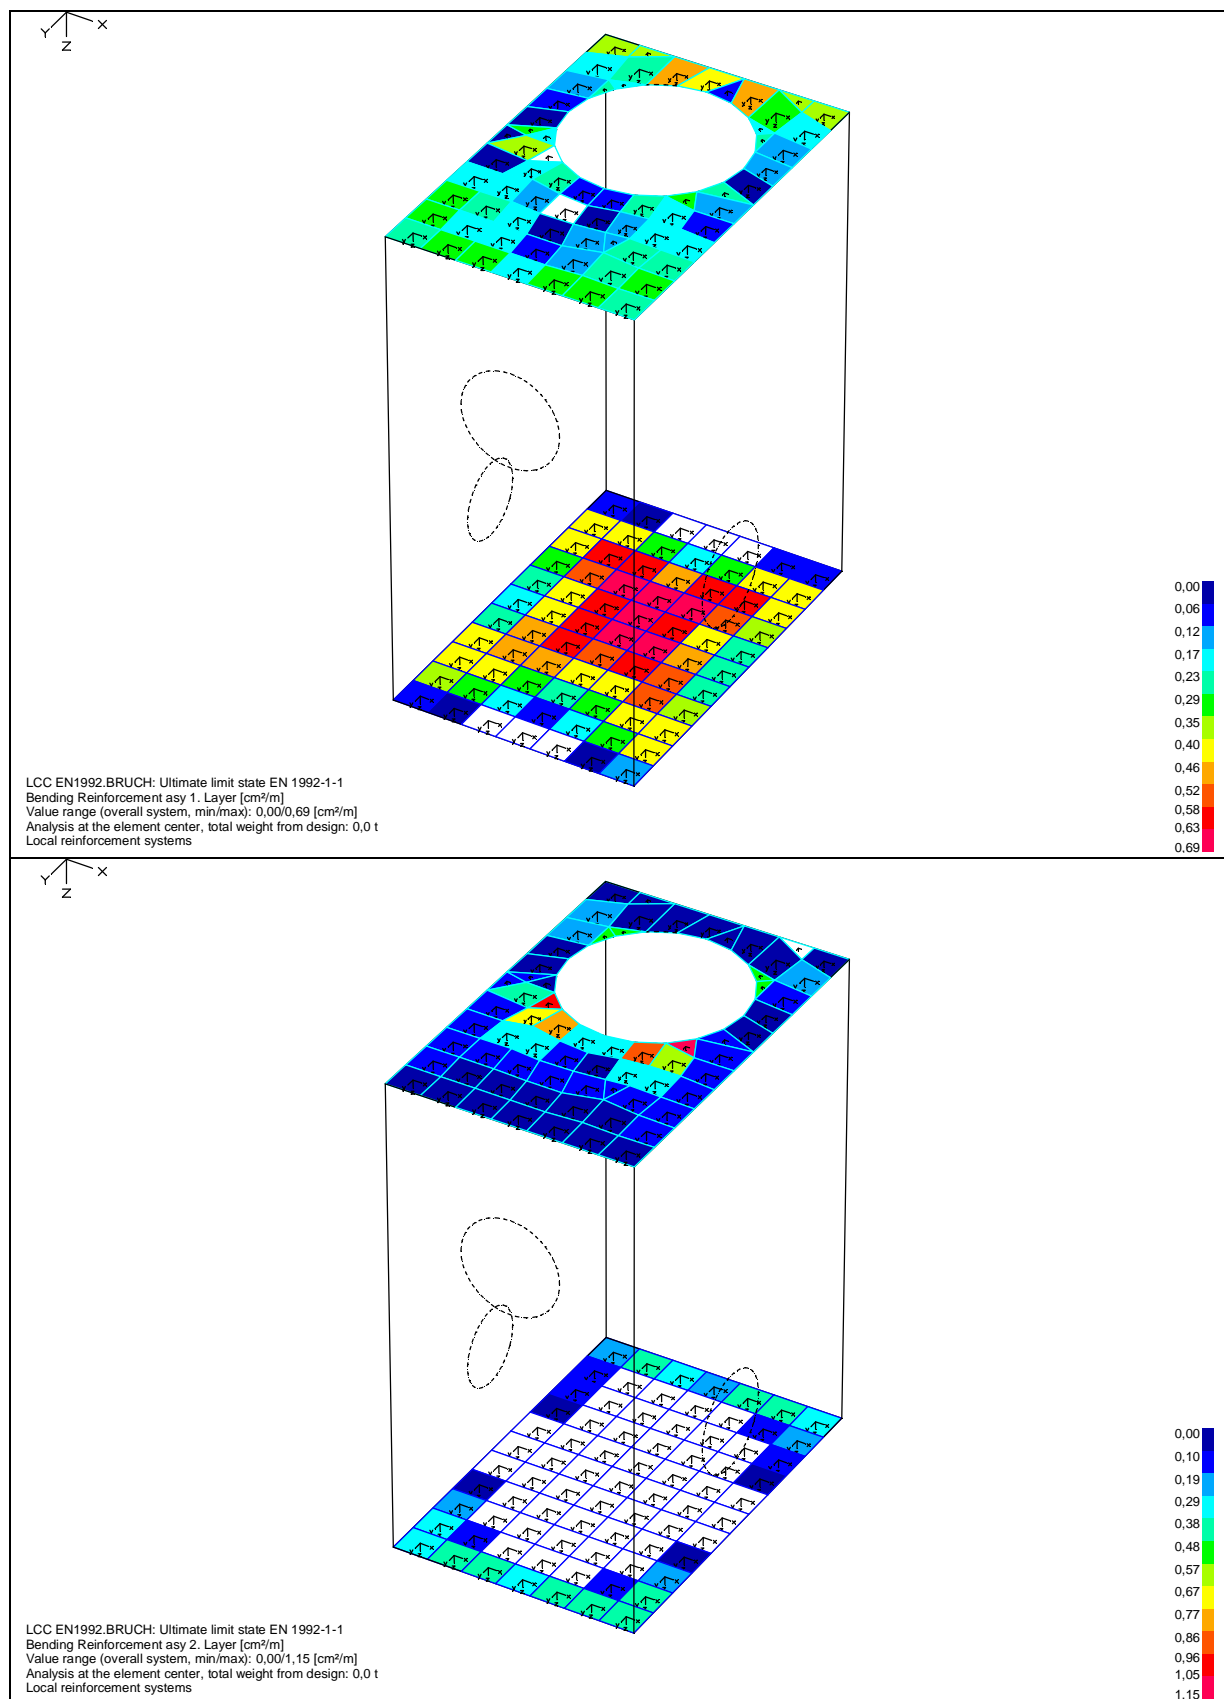 Y X
Z
0,00
0,06
0,12
0,17
0,23
0,29
0,35
0,40
0,46
0,52
0,58
0,63
0,69
LCC EN1992.BRUCH: Ultimate limit state EN 1992-1-1
Bending Reinforcement asy 1. Layer [cm²/m]
Value range (overall system, min/max): 0,00/0,69 [cm²/m]
Analysis at the element center, total weight from design: 0,0 t
Local reinforcement systems
Y X
Z
0,00
0,10
0,19
0,29
0,38
0,48
0,57
0,67
0,77
0,86
0,96
1,05
1,15
LCC EN1992.BRUCH: Ultimate limit state EN 1992-1-1
Bending Reinforcement asy 2. Layer [cm²/m]
Value range (overall system, min/max): 0,00/1,15 [cm²/m]
Analysis at the element center, total weight from design: 0,0 t
Local reinforcement systems